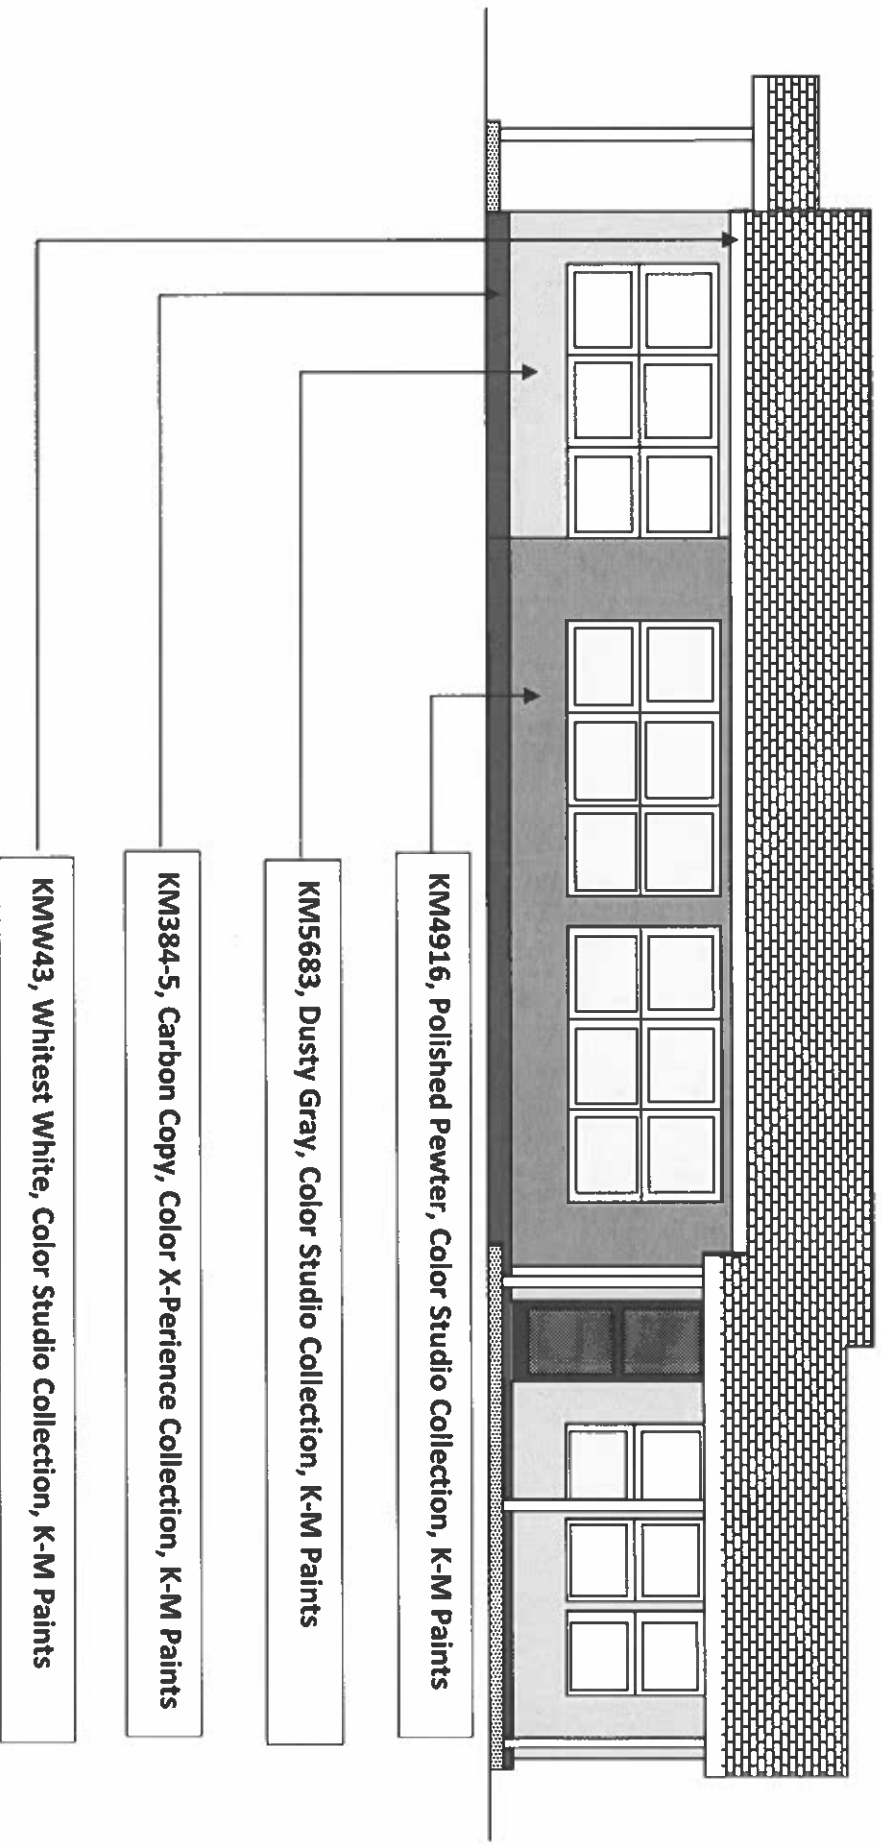 KM4916, Polished Pewter, Color Studio Collection, K-M Paints
KM5683, Dusty Gray, Color Studio Collection, K-M Paints
KM384-5, Carbon Copy, Color X-Perience Collection, K-M Paints
KMW43, Whitest White, Color Studio Collection, K-M Paints